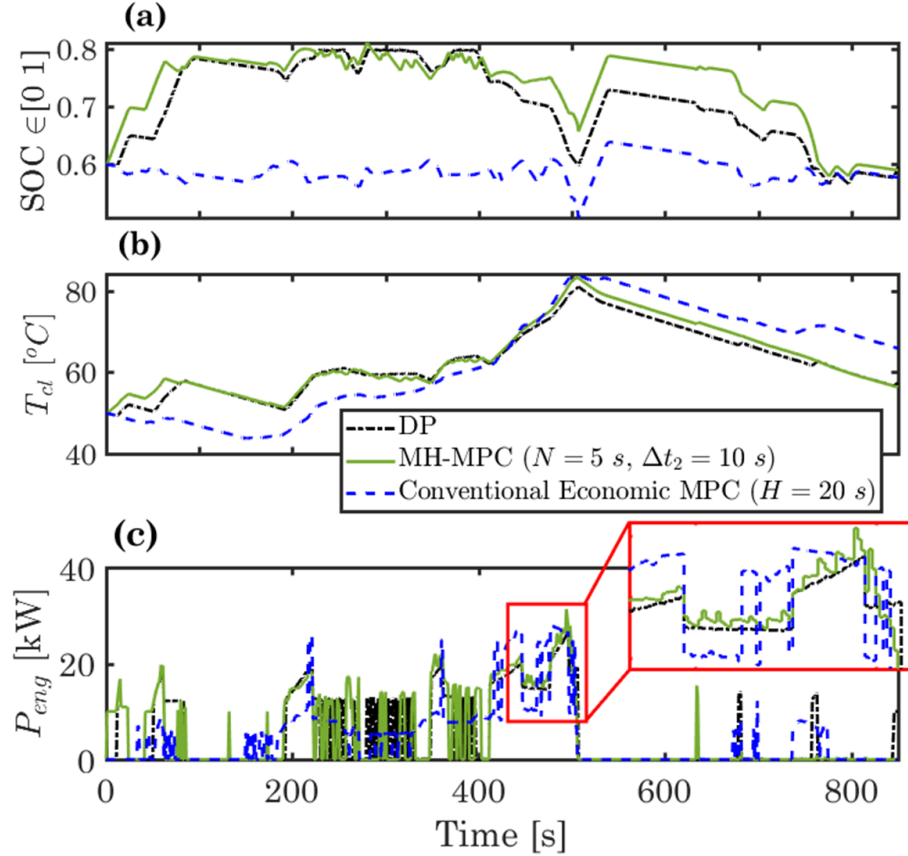 (a)
0.8
0.7
0.6
SOC ∈[0 1]
(b)
80
60
40
T_cl [°C]
DP
MH-MPC (N = 5 s, Δt₂ = 10 s)
Conventional Economic MPC (H = 20 s)
(c)
40
20
0
P_eng [kW]
0 200 400 600 800
Time [s]